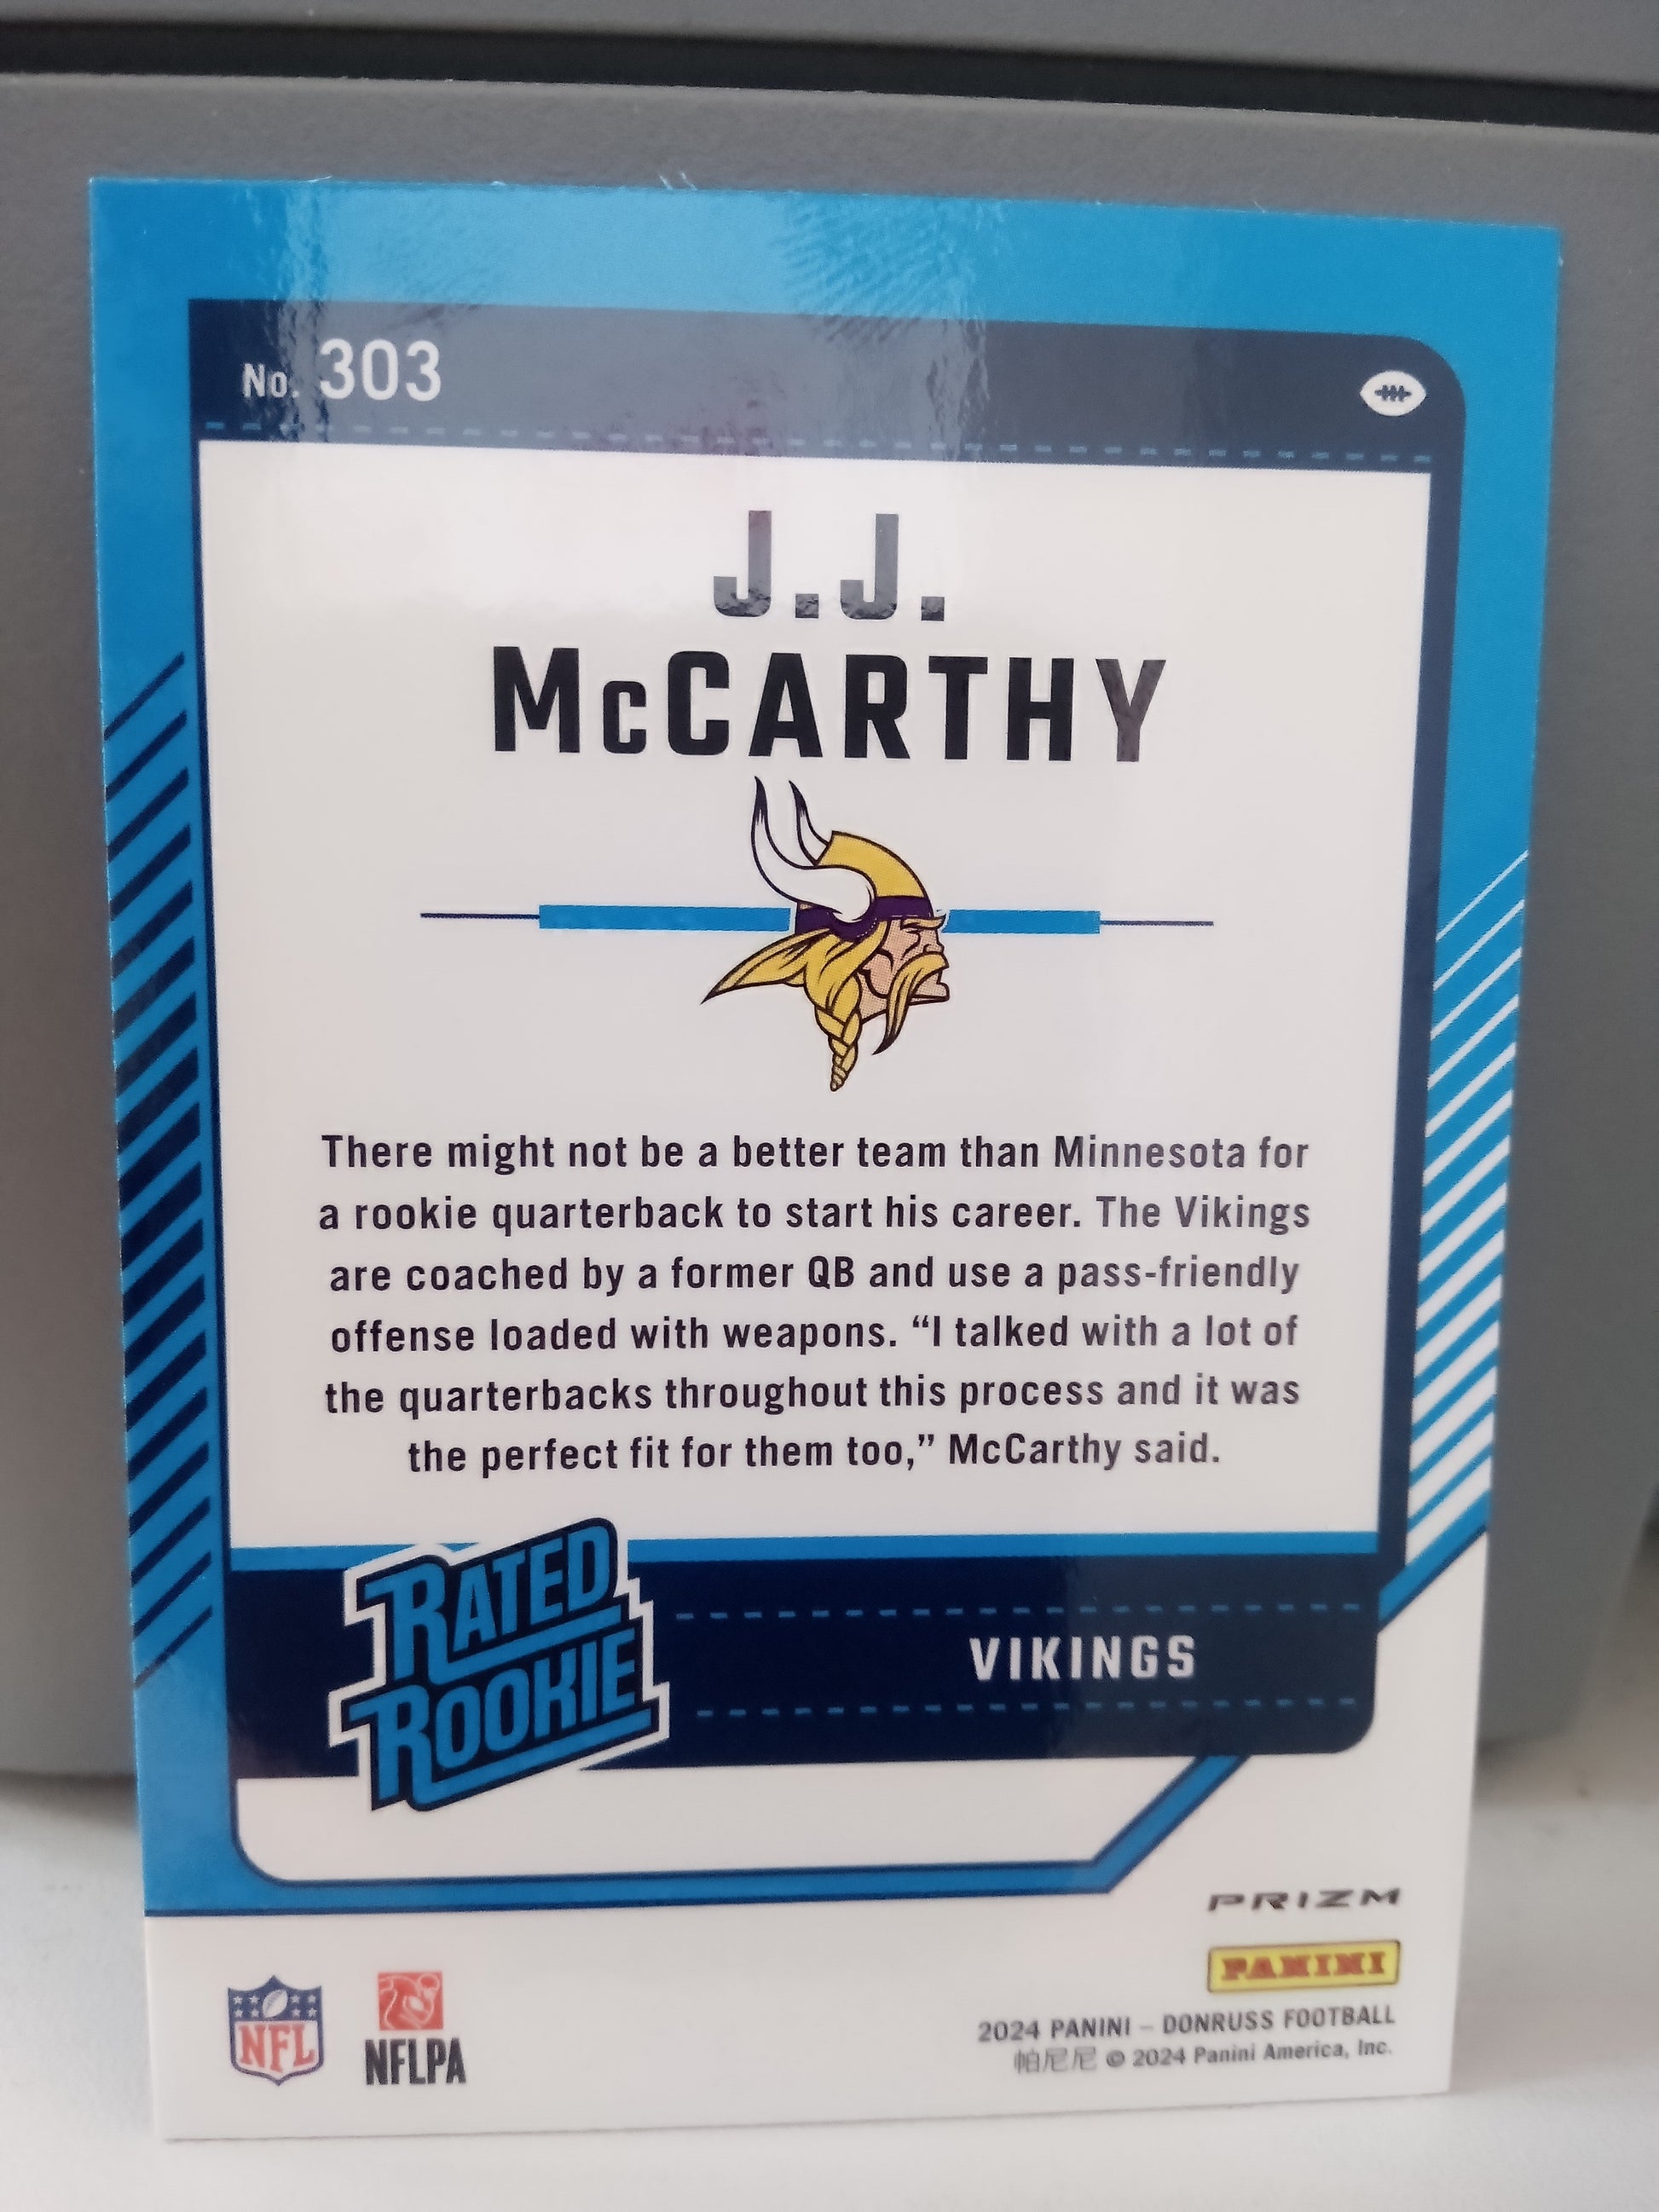 No. 303
J.J.
McCARTHY
There might not be a better team than Minnesota for
a rookie quarterback to start his career. The Vikings
are coached by a former QB and use a pass-friendly
offense loaded with weapons. “I talked with a lot of
the quarterbacks throughout this process and it was
the perfect fit for them too,” McCarthy said.
RATED
ROOKIE
VIKINGS
PRIZM
PANINI
NFL
NFLPA
2024 PANINI – DONRUSS FOOTBALL
帕尼尼 © 2024 Panini America, Inc.